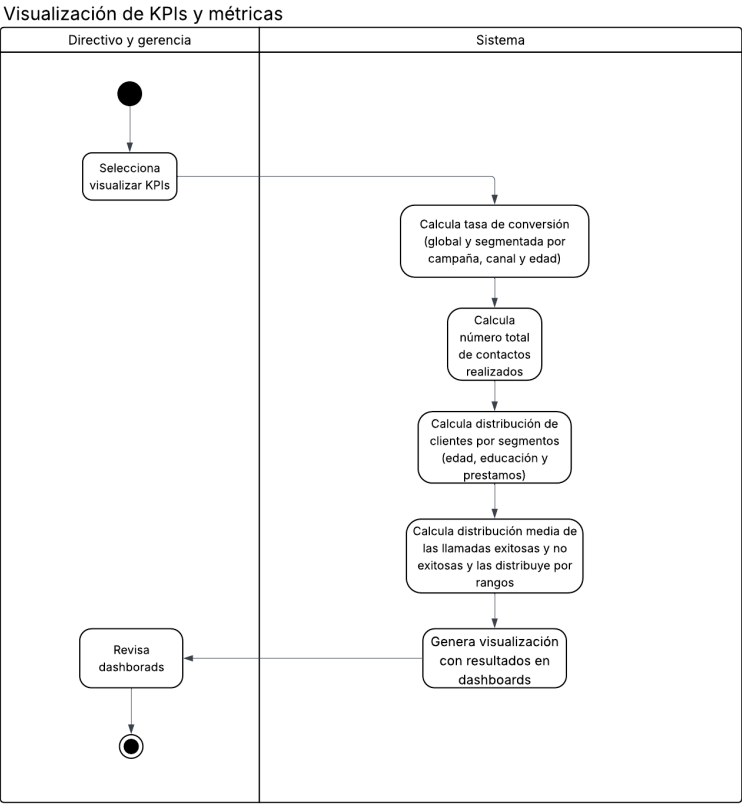 Visualización de KPIs y métricas
Directivo y gerencia
Sistema
Selecciona
visualizar KPIs
Calcula tasa de conversión
(global y segmentada por
campaña, canal y edad)
Calcula
número total
de contactos
realizados
Calcula distribución de
clientes por segmentos
(edad, educación y
prestamos)
Calcula distribución media de
las llamadas exitosas y no
exitosas y las distribuye por
rangos
Genera visualización
con resultados en
dashboards
Revisa
dashborads